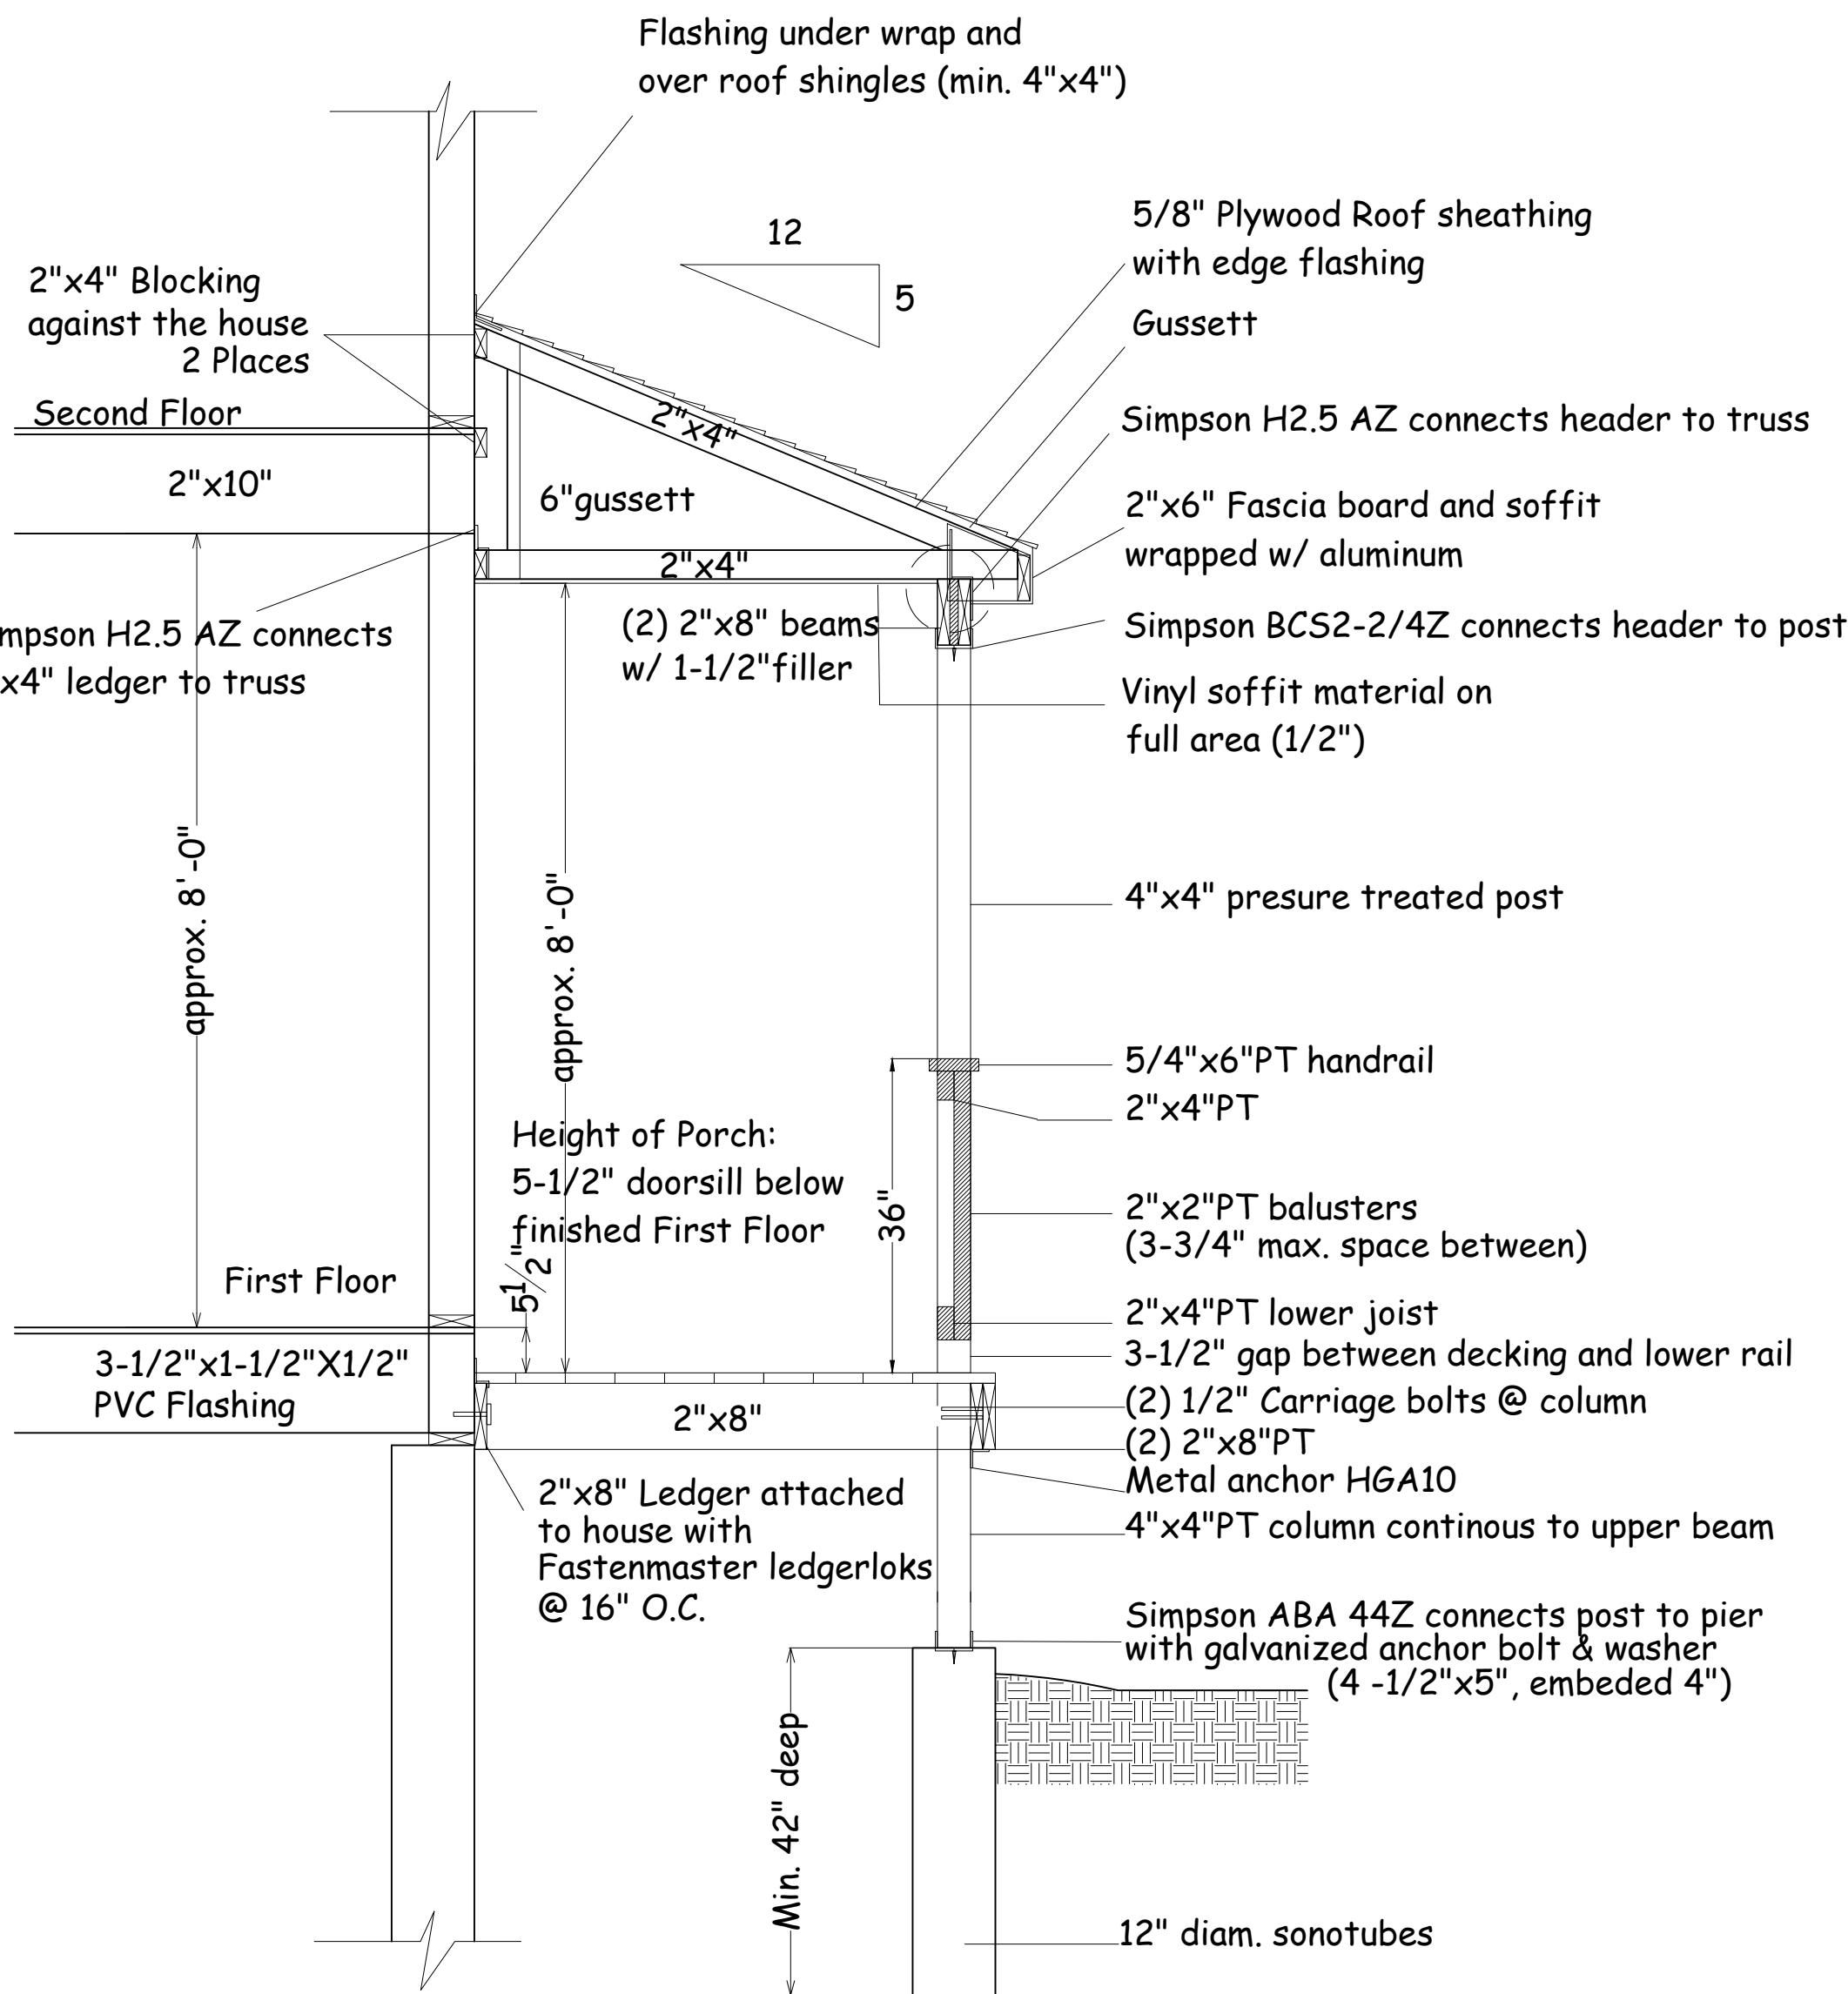 Flashing under wrap and
over roof shingles (min. 4"x4")
12
5
5/8" Plywood Roof sheathing
with edge flashing
Gussett
2"x4" Blocking
against the house
2 Places
Second Floor
2"x10"
2"x4"
6"gussett
2"x4"
Simpson H2.5 AZ connects header to truss
2"x6" Fascia board and soffit
wrapped w/ aluminum
mpson H2.5 AZ connects
x4" ledger to truss
(2) 2"x8" beams
w/ 1-1/2"filler
Simpson BCS2-2/4Z connects header to post
Vinyl soffit material on
full area (1/2")
approx. 8'-0"
approx. 8'-0"
4"x4" presure treated post
5/4"x6"PT handrail
2"x4"PT
Height of Porch:
5-1/2" doorsill below
finished First Floor
36"
5 1/2"
2"x2"PT balusters
(3-3/4" max. space between)
First Floor
2"x4"PT lower joist
3-1/2" gap between decking and lower rail
3-1/2"x1-1/2"X1/2"
PVC Flashing
2"x8"
(2) 1/2" Carriage bolts @ column
(2) 2"x8"PT
Metal anchor HGA10
4"x4"PT column continous to upper beam
2"x8" Ledger attached
to house with
Fastenmaster ledgerloks
@ 16" O.C.
Simpson ABA 44Z connects post to pier
with galvanized anchor bolt & washer
(4 -1/2"x5", embeded 4")
Min. 42" deep
12" diam. sonotubes